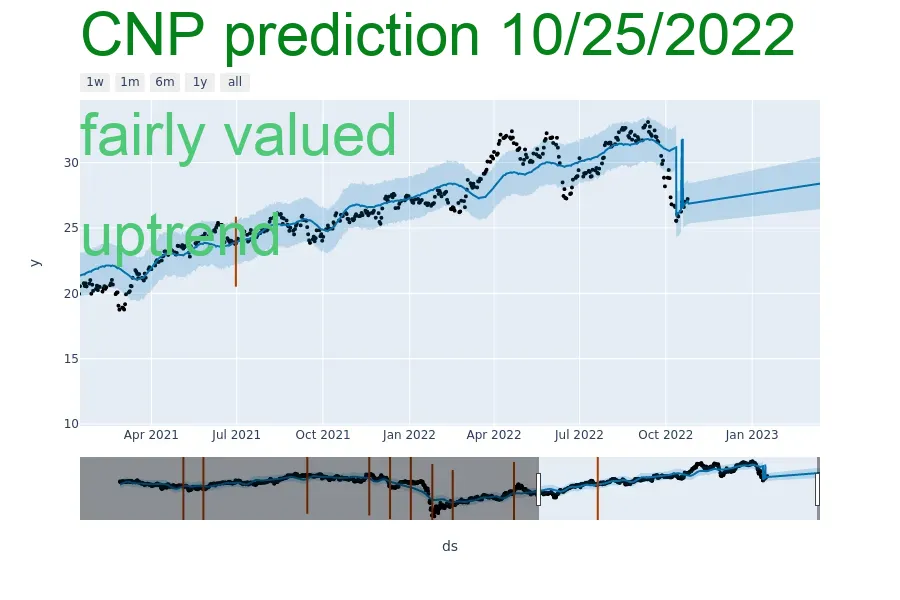 CNP prediction 10/25/2022
1w 1m 6m 1y all
fairly valued
uptrend
30
25
20
15
10
y
Apr 2021 Jul 2021 Oct 2021 Jan 2022 Apr 2022 Jul 2022 Oct 2022 Jan 2023
ds